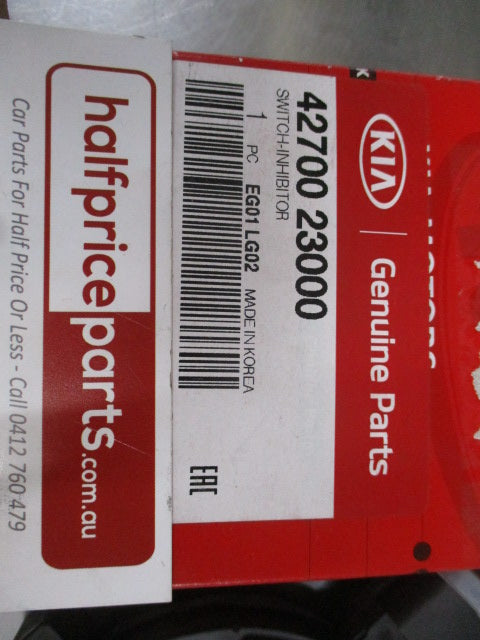 KIA Genuine Parts
42700 23000
SWITCH-INHIBITOR
1 PC EG01 LG02 MADE IN KOREA
EAC
halfpriceparts.com.au
Car Parts For Half Price Or Less - Call 0412 760 479